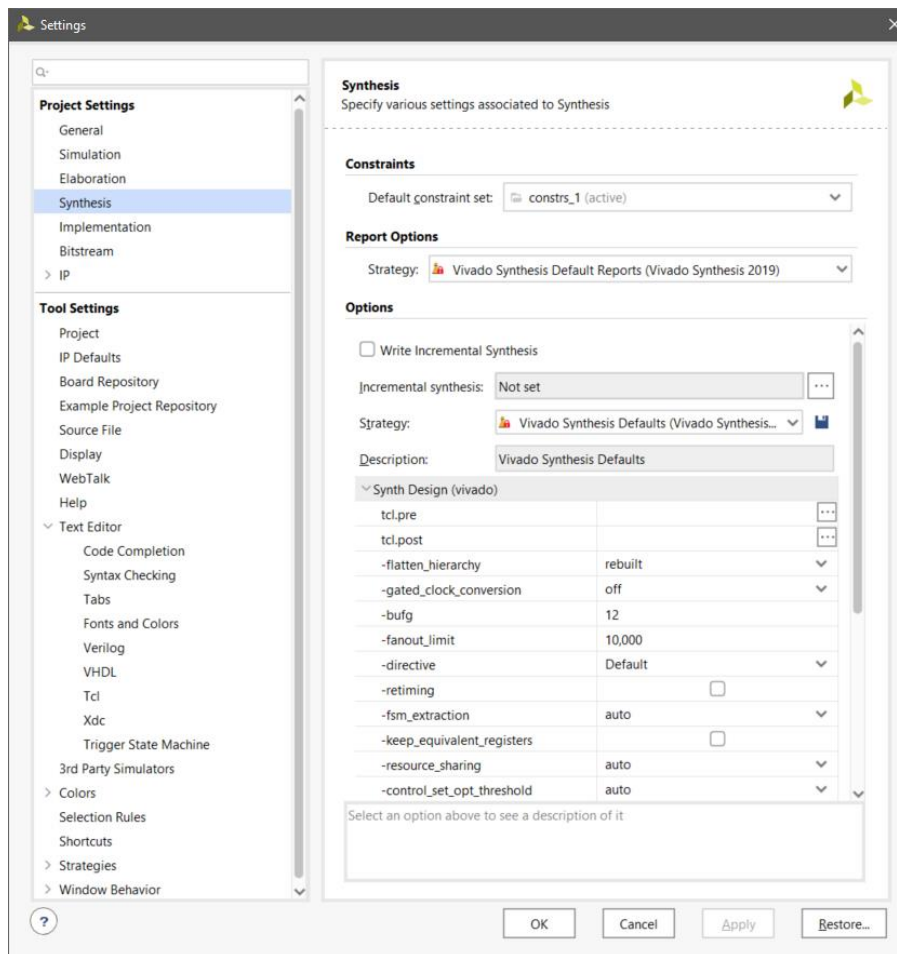 Settings
Project Settings
General
Simulation
Elaboration
Synthesis
Implementation
Bitstream
> IP
Tool Settings
Project
IP Defaults
Board Repository
Example Project Repository
Source File
Display
WebTalk
Help
Text Editor
Code Completion
Syntax Checking
Tabs
Fonts and Colors
Verilog
VHDL
Tcl
Xdc
Trigger State Machine
3rd Party Simulators
> Colors
Selection Rules
Shortcuts
> Strategies
> Window Behavior
Synthesis
Specify various settings associated to Synthesis
Constraints
Default constraint set: constrs_1 (active)
Report Options
Strategy: Vivado Synthesis Default Reports (Vivado Synthesis 2019)
Options
Write Incremental Synthesis
Incremental synthesis: Not set ...
Strategy: Vivado Synthesis Defaults (Vivado Synthesis...
Description: Vivado Synthesis Defaults
Synth Design (vivado)
tcl.pre ...
tcl.post ...
-flatten_hierarchy rebuilt
-gated_clock_conversion off
-bufg 12
-fanout_limit 10,000
-directive Default
-retiming
-fsm_extraction auto
-keep_equivalent_registers
-resource_sharing auto
-control_set_opt_threshold auto
Select an option above to see a description of it
? OK Cancel Apply Restore...